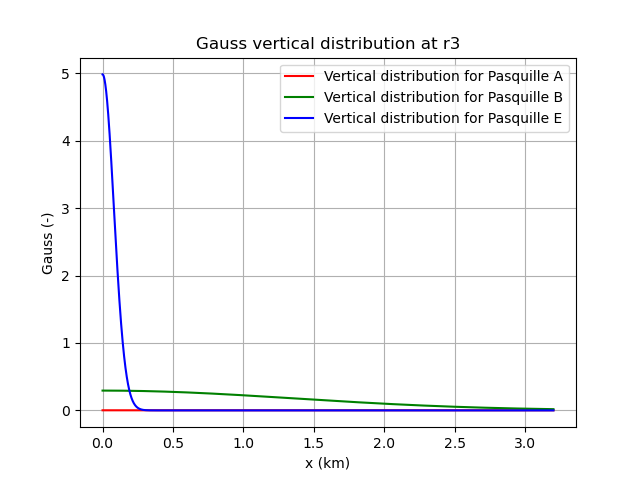 Gauss vertical distribution at r3
Vertical distribution for Pasquille A
Vertical distribution for Pasquille B
Vertical distribution for Pasquille E
Gauss (-)
5
4
3
2
1
0
0.0 0.5 1.0 1.5 2.0 2.5 3.0
x (km)